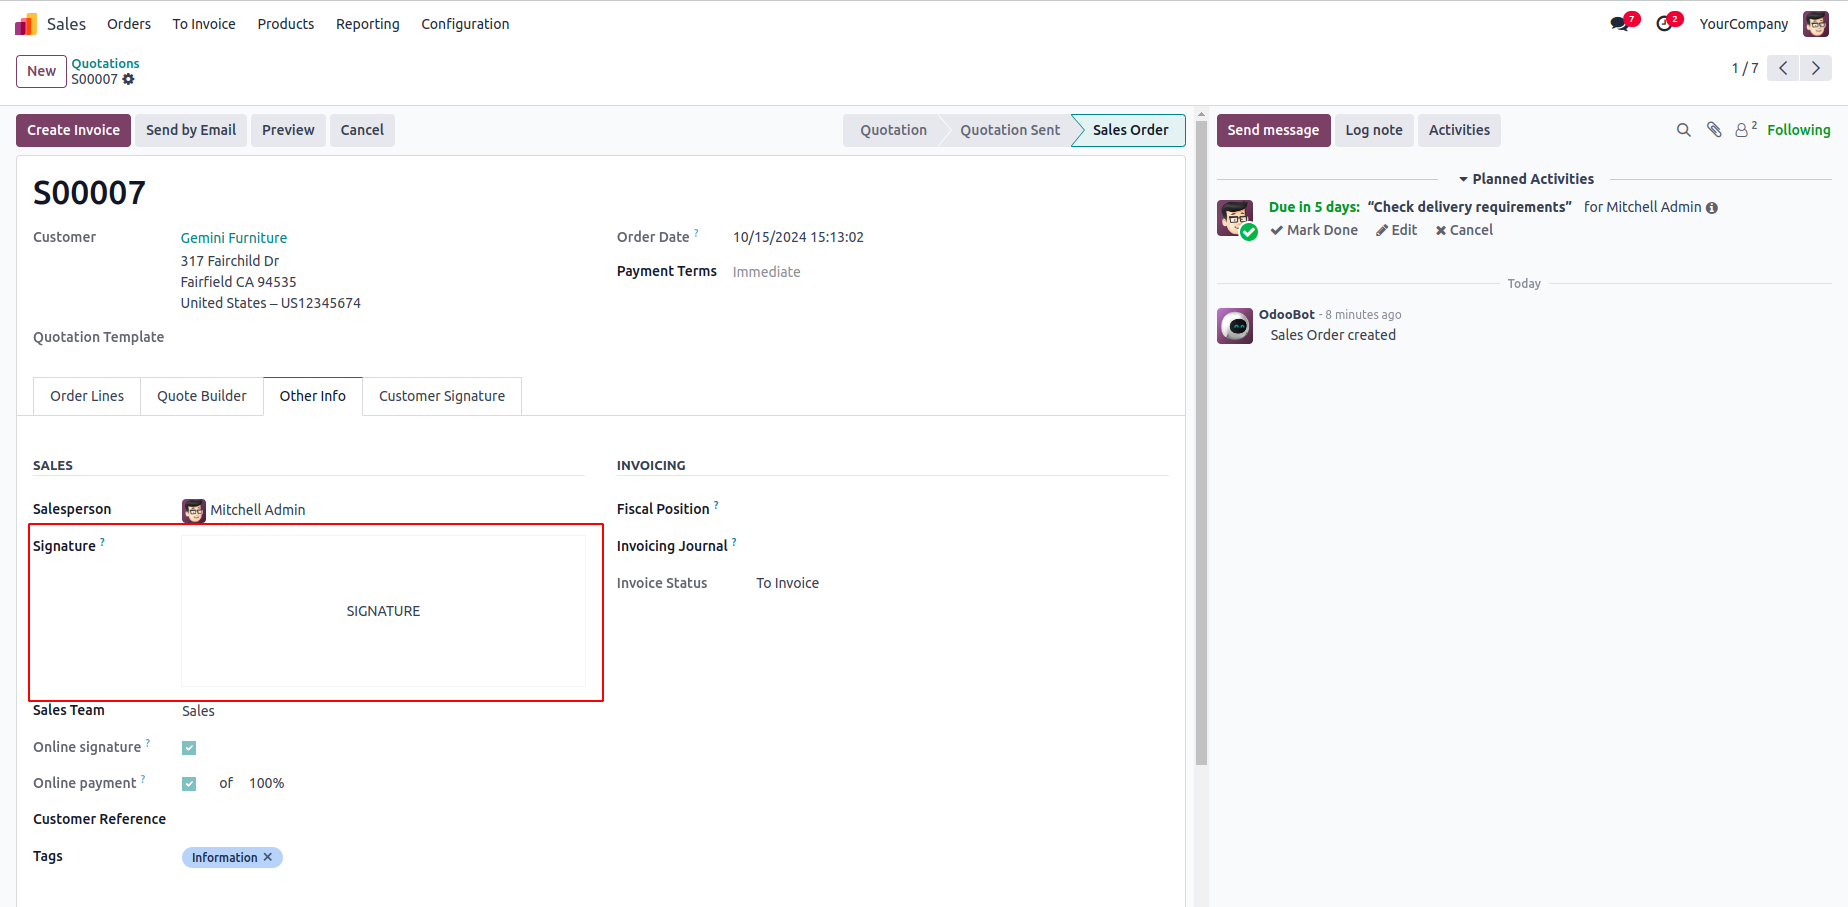 Sales Orders To Invoice Products Reporting Configuration 7 2 YourCompany
New Quotations
S00007
1 / 7
Create Invoice Send by Email Preview Cancel Quotation Quotation Sent Sales Order
S00007
Customer Gemini Furniture
317 Fairchild Dr
Fairfield CA 94535
United States – US12345674
Order Date ? 10/15/2024 15:13:02
Payment Terms Immediate
Quotation Template
Order Lines Quote Builder Other Info Customer Signature
SALES
Salesperson Mitchell Admin
Signature ?
SIGNATURE
Sales Team Sales
Online signature ?
Online payment ? of 100%
Customer Reference
Tags Information ✕
INVOICING
Fiscal Position ?
Invoicing Journal ?
Invoice Status To Invoice
Send message Log note Activities 2 Following
Planned Activities
Due in 5 days: “Check delivery requirements” for Mitchell Admin
Mark Done Edit Cancel
Today
OdooBot - 8 minutes ago
Sales Order created